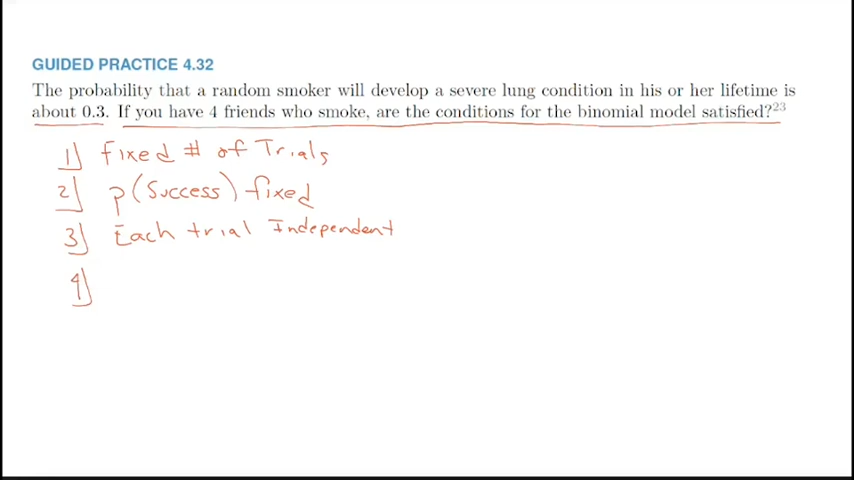 GUIDED PRACTICE 4.32
The probability that a random smoker will develop a severe lung condition in his or her lifetime is
about 0.3. If you have 4 friends who smoke, are the conditions for the binomial model satisfied?23
1) fixed # of Trials
2) p(Success) fixed
3) Each trial Independent
4)